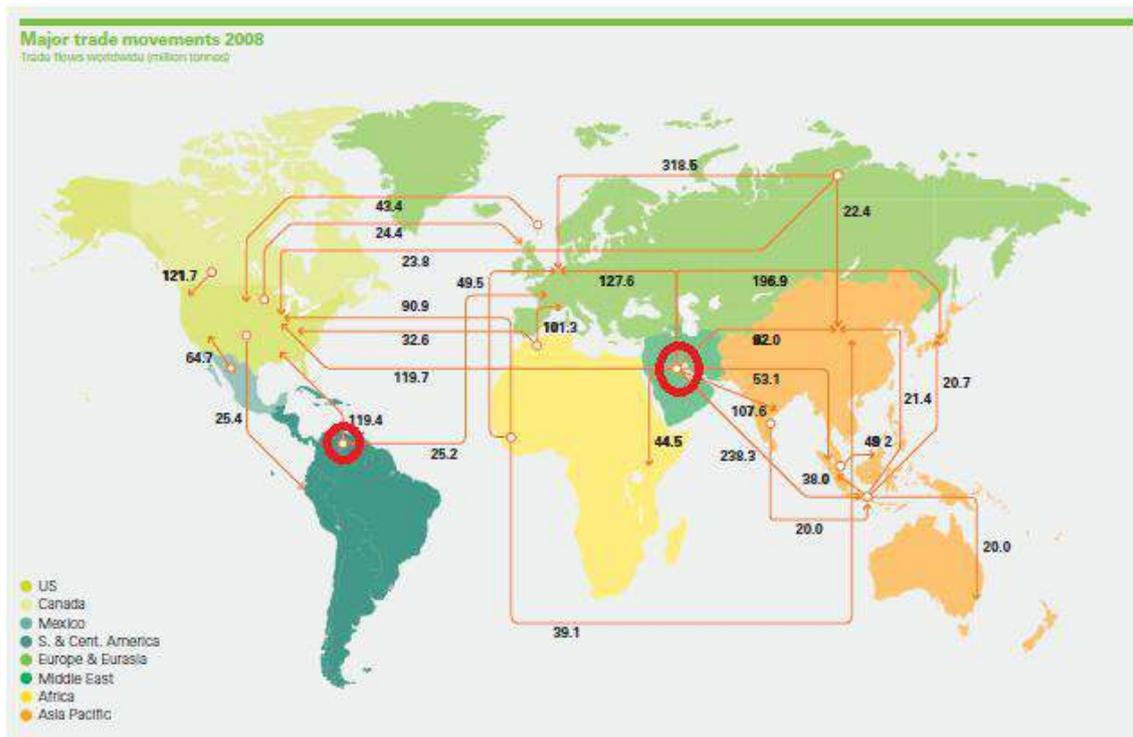 Major trade movements 2008
Trade flows worldwide (million tonnes)
318.5
43.4
22.4
24.4
23.8
121.7
49.5
127.6
196.9
90.9
101.3
32.6
92.0
64.7
119.7
53.1
20.7
25.4
119.4
107.6
21.4
25.2
44.5
238.3
38.0
20.0
20.0
39.1
US
Canada
Mexico
S. & Cent. America
Europe & Eurasia
Middle East
Africa
Asia Pacific